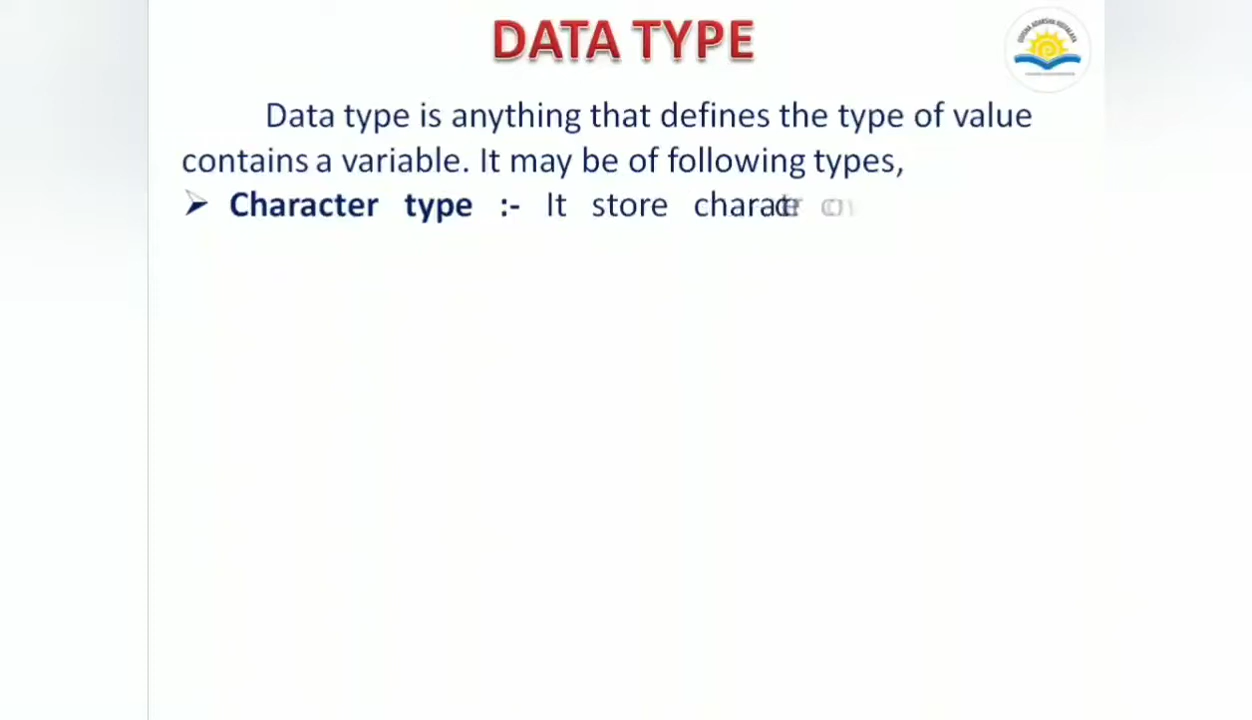 DATA TYPE
Data type is anything that defines the type of value
contains a variable. It may be of following types,
➢ Character type :- It store